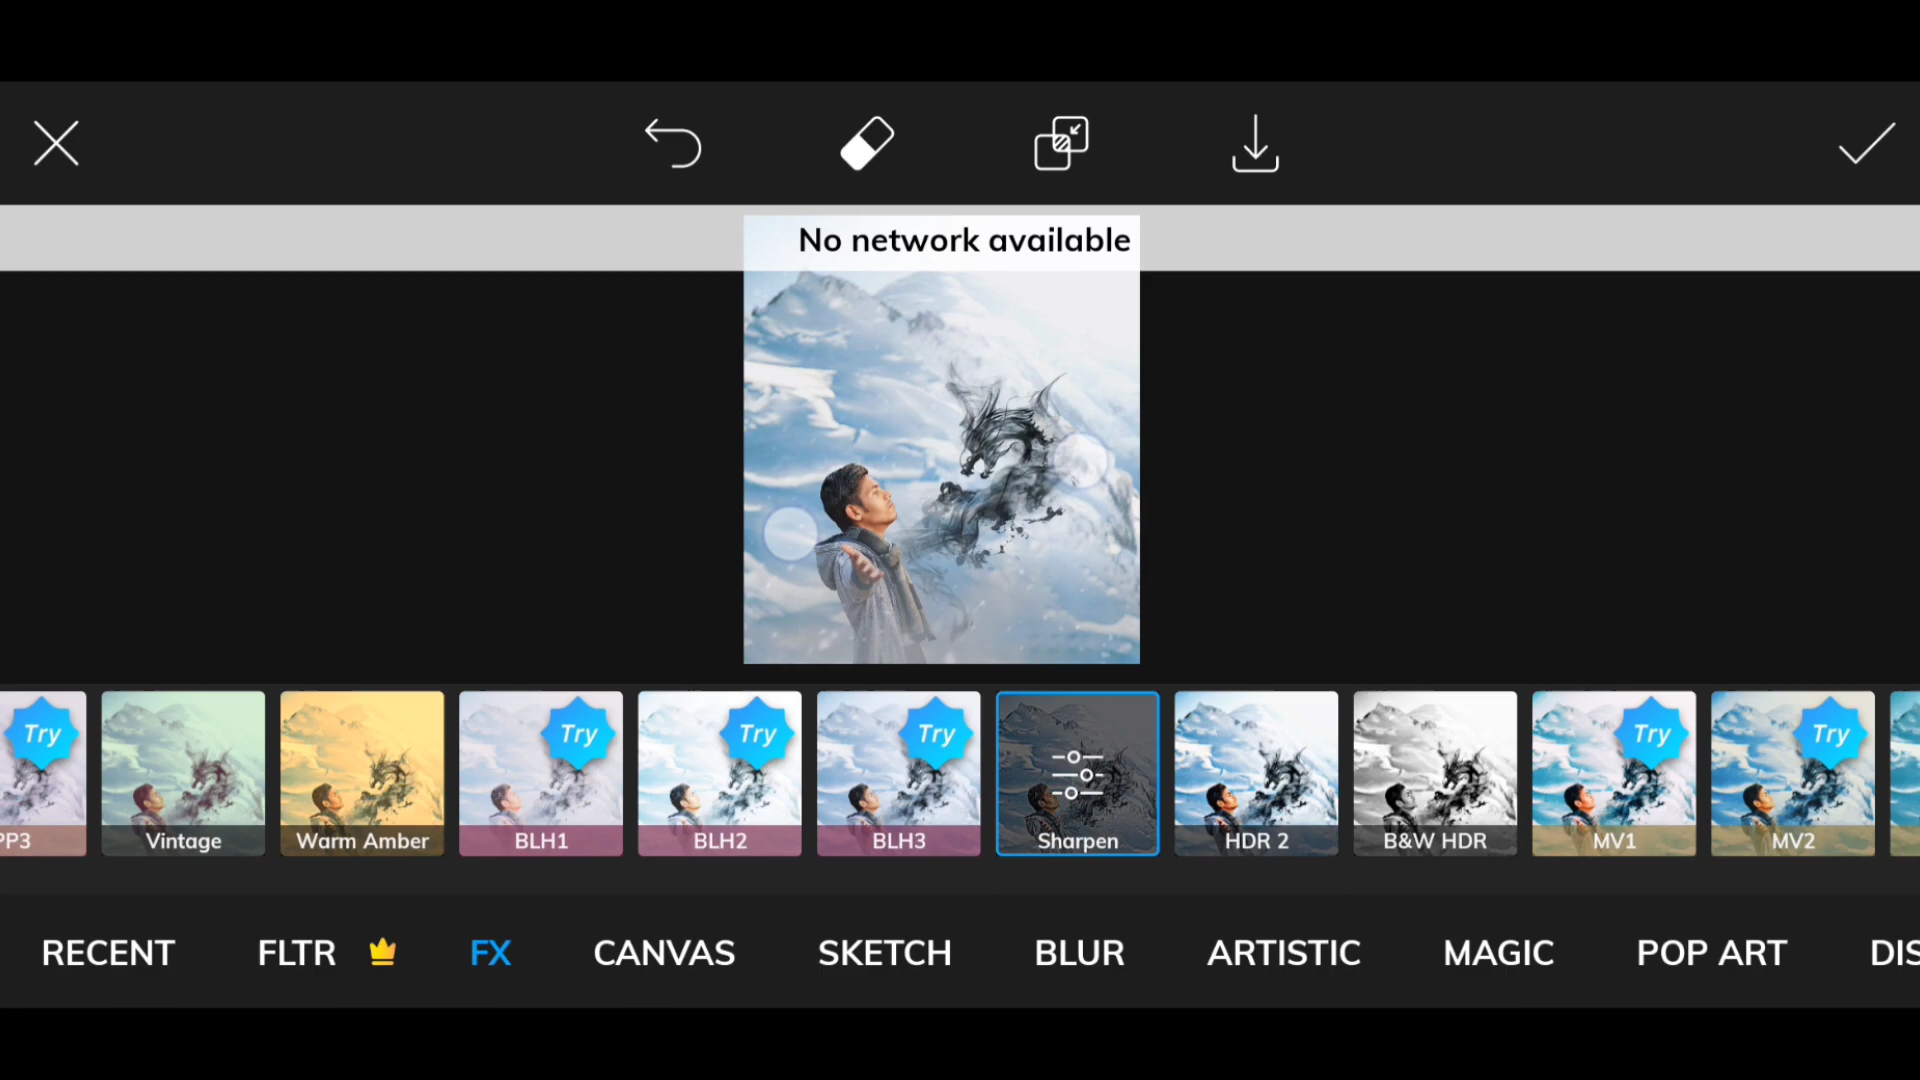 No network available
Try
Try
Try
Try
Try
Try
PP3
Vintage
Warm Amber
BLH1
BLH2
BLH3
Sharpen
HDR 2
B&W HDR
MV1
MV2
RECENT
FLTR
FX
CANVAS
SKETCH
BLUR
ARTISTIC
MAGIC
POP ART
DIS